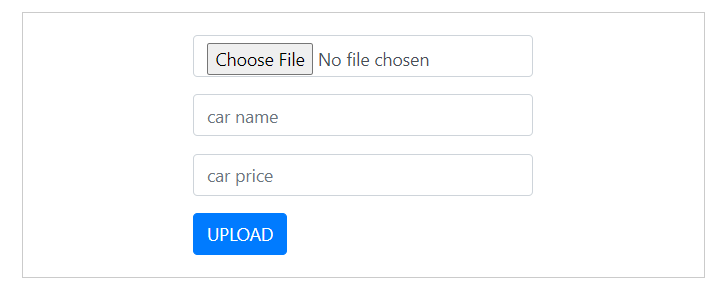 Choose File No file chosen
car name
car price
UPLOAD